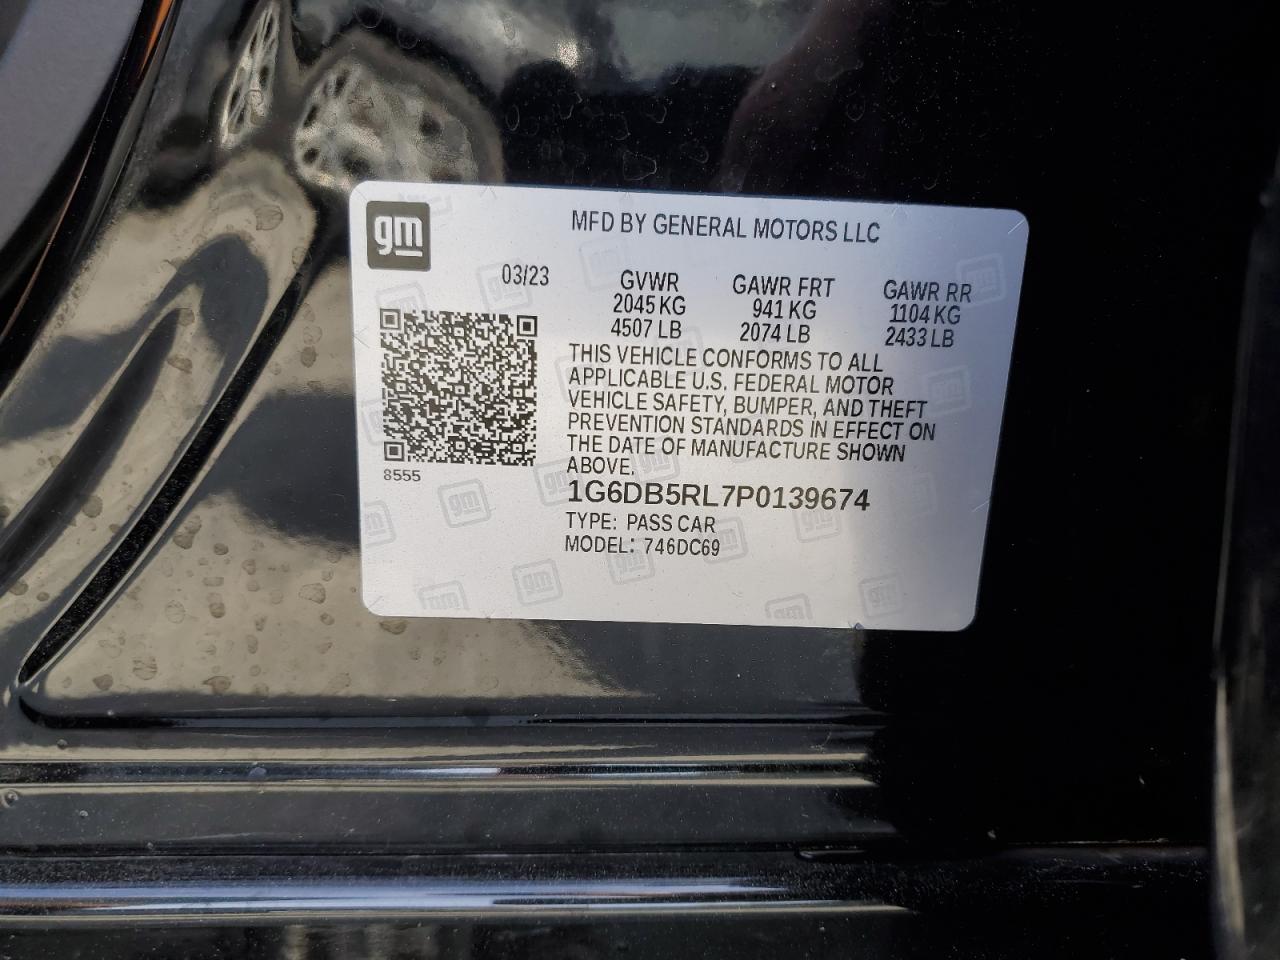 gm
MFD BY GENERAL MOTORS LLC
03/23
GVWR GAWR FRT GAWR RR
2045 KG 941 KG 1104 KG
4507 LB 2074 LB 2433 LB
THIS VEHICLE CONFORMS TO ALL
APPLICABLE U.S. FEDERAL MOTOR
VEHICLE SAFETY, BUMPER, AND THEFT
PREVENTION STANDARDS IN EFFECT ON
THE DATE OF MANUFACTURE SHOWN
ABOVE.
8555
1G6DB5RL7P0139674
TYPE: PASS CAR
MODEL: 746DC69